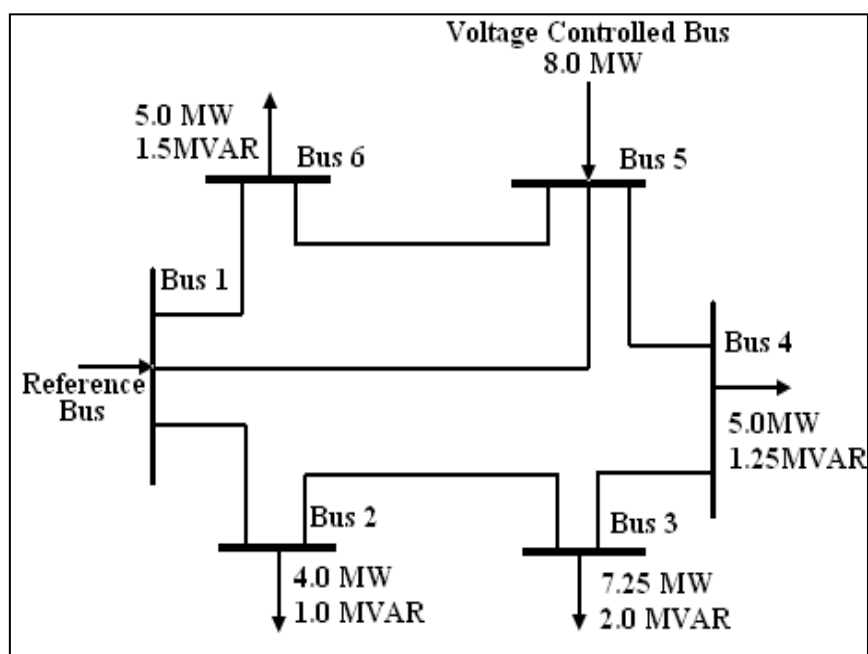 Voltage Controlled Bus
8.0 MW
5.0 MW
1.5MVAR
Bus 6
Bus 5
Bus 1
Reference
Bus
Bus 4
5.0MW
1.25MVAR
Bus 2
4.0 MW
1.0 MVAR
Bus 3
7.25 MW
2.0 MVAR